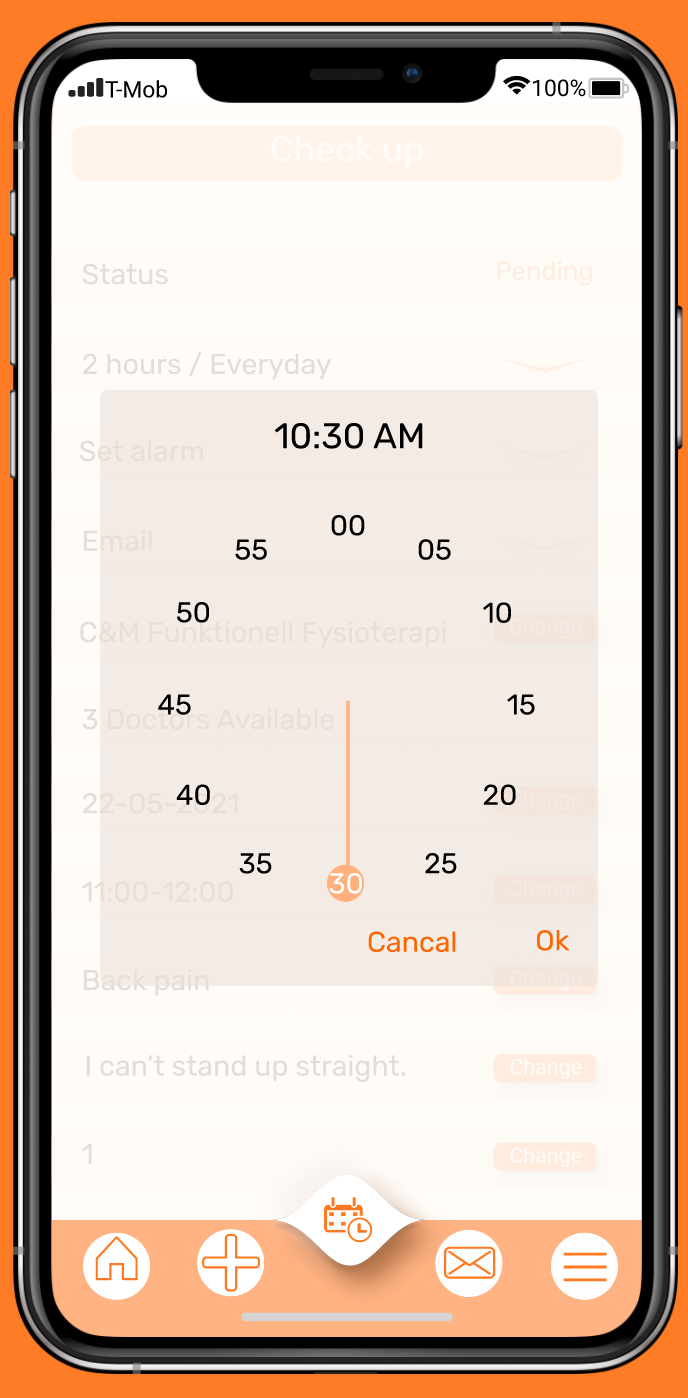 T-Mob 100%
Check up
Status Pending
2 hours / Everyday
10:30 AM
Set alarm
00
55 05
Email
50 10
C&M Funktionell Fysioterapi Change
45 15
3 Doctors Available
40 20
22-05-2021 Change
35 25
30
11:00-12:00 Change
Cancal Ok
Back pain Change
I can't stand up straight. Change
1 Change